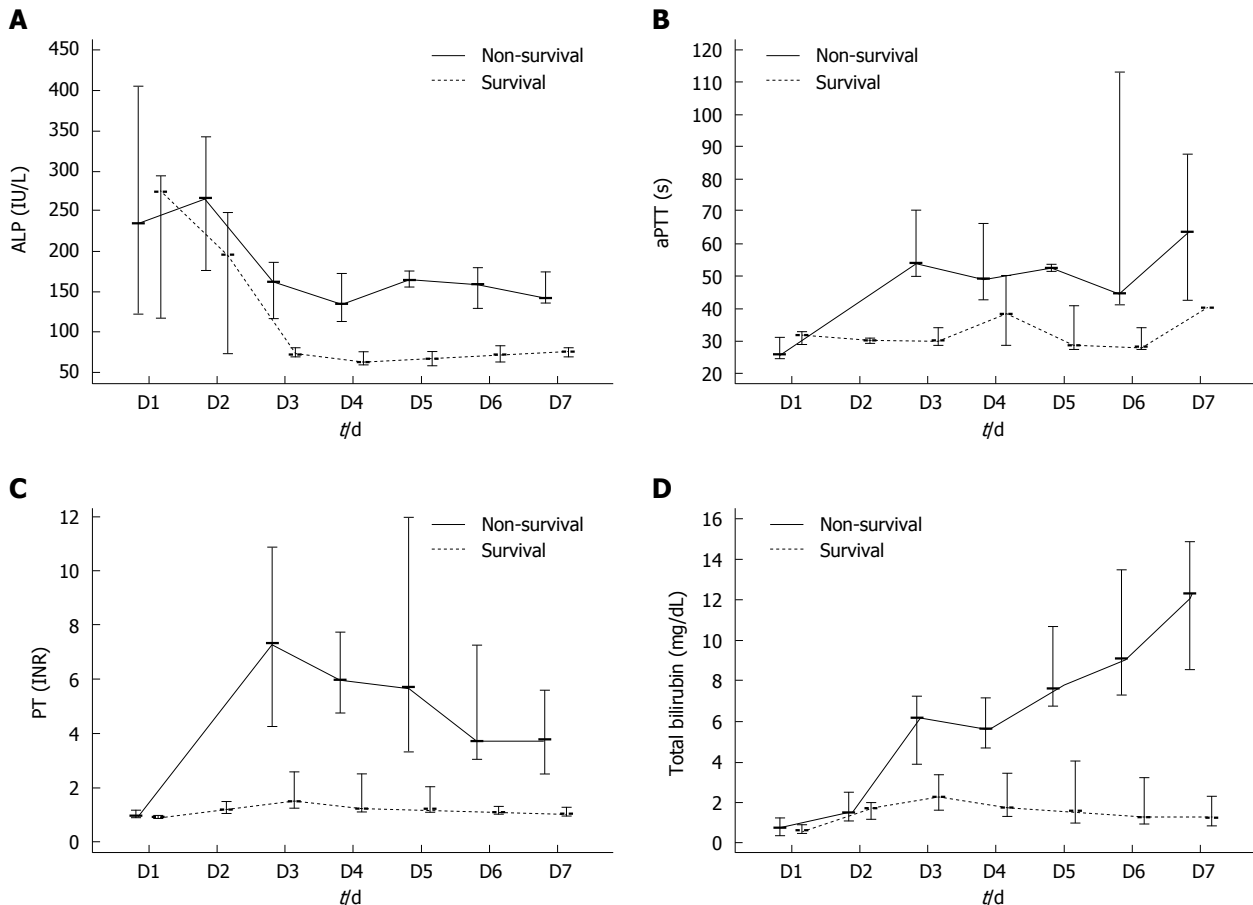 A
ALP (IU/L)
450
400
350
300
250
200
150
100
50
Non-survival
Survival
D1 D2 D3 D4 D5 D6 D7
t/d
B
aPTT (s)
120
110
100
90
80
70
60
50
40
30
20
Non-survival
Survival
D1 D2 D3 D4 D5 D6 D7
t/d
C
PT (INR)
12
10
8
6
4
2
0
Non-survival
Survival
D1 D2 D3 D4 D5 D6 D7
t/d
D
Total bilirubin (mg/dL)
16
14
12
10
8
6
4
2
0
Non-survival
Survival
D1 D2 D3 D4 D5 D6 D7
t/d